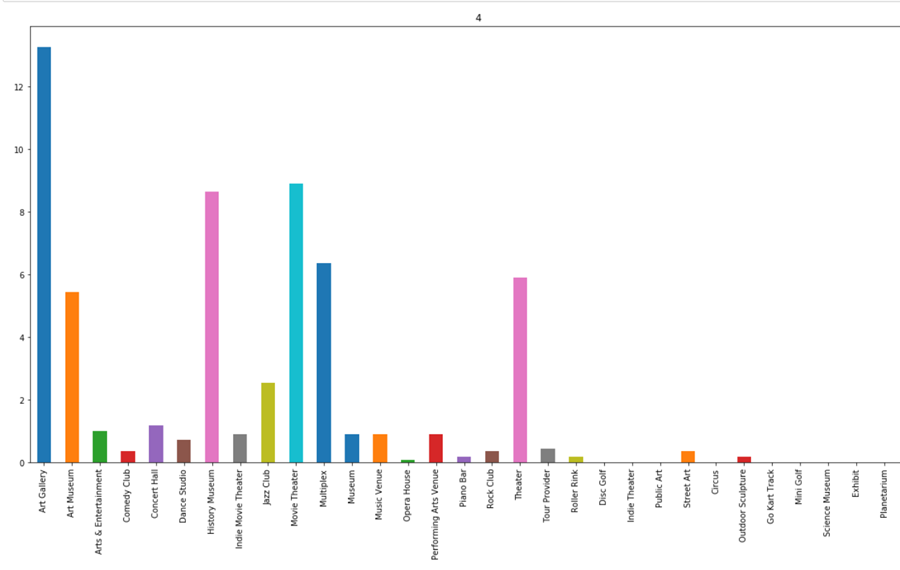 4
12
10
8
6
4
2
0
Art Gallery
Art Museum
Arts & Entertainment
Comedy Club
Concert Hall
Dance Studio
History Museum
Indie Movie Theater
Jazz Club
Movie Theater
Multiplex
Museum
Music Venue
Opera House
Performing Arts Venue
Piano Bar
Rock Club
Theater
Tour Provider
Roller Rink
Disc Golf
Indie Theater
Public Art
Street Art
Circus
Outdoor Sculpture
Go Kart Track
Mini Golf
Science Museum
Exhibit
Planetarium